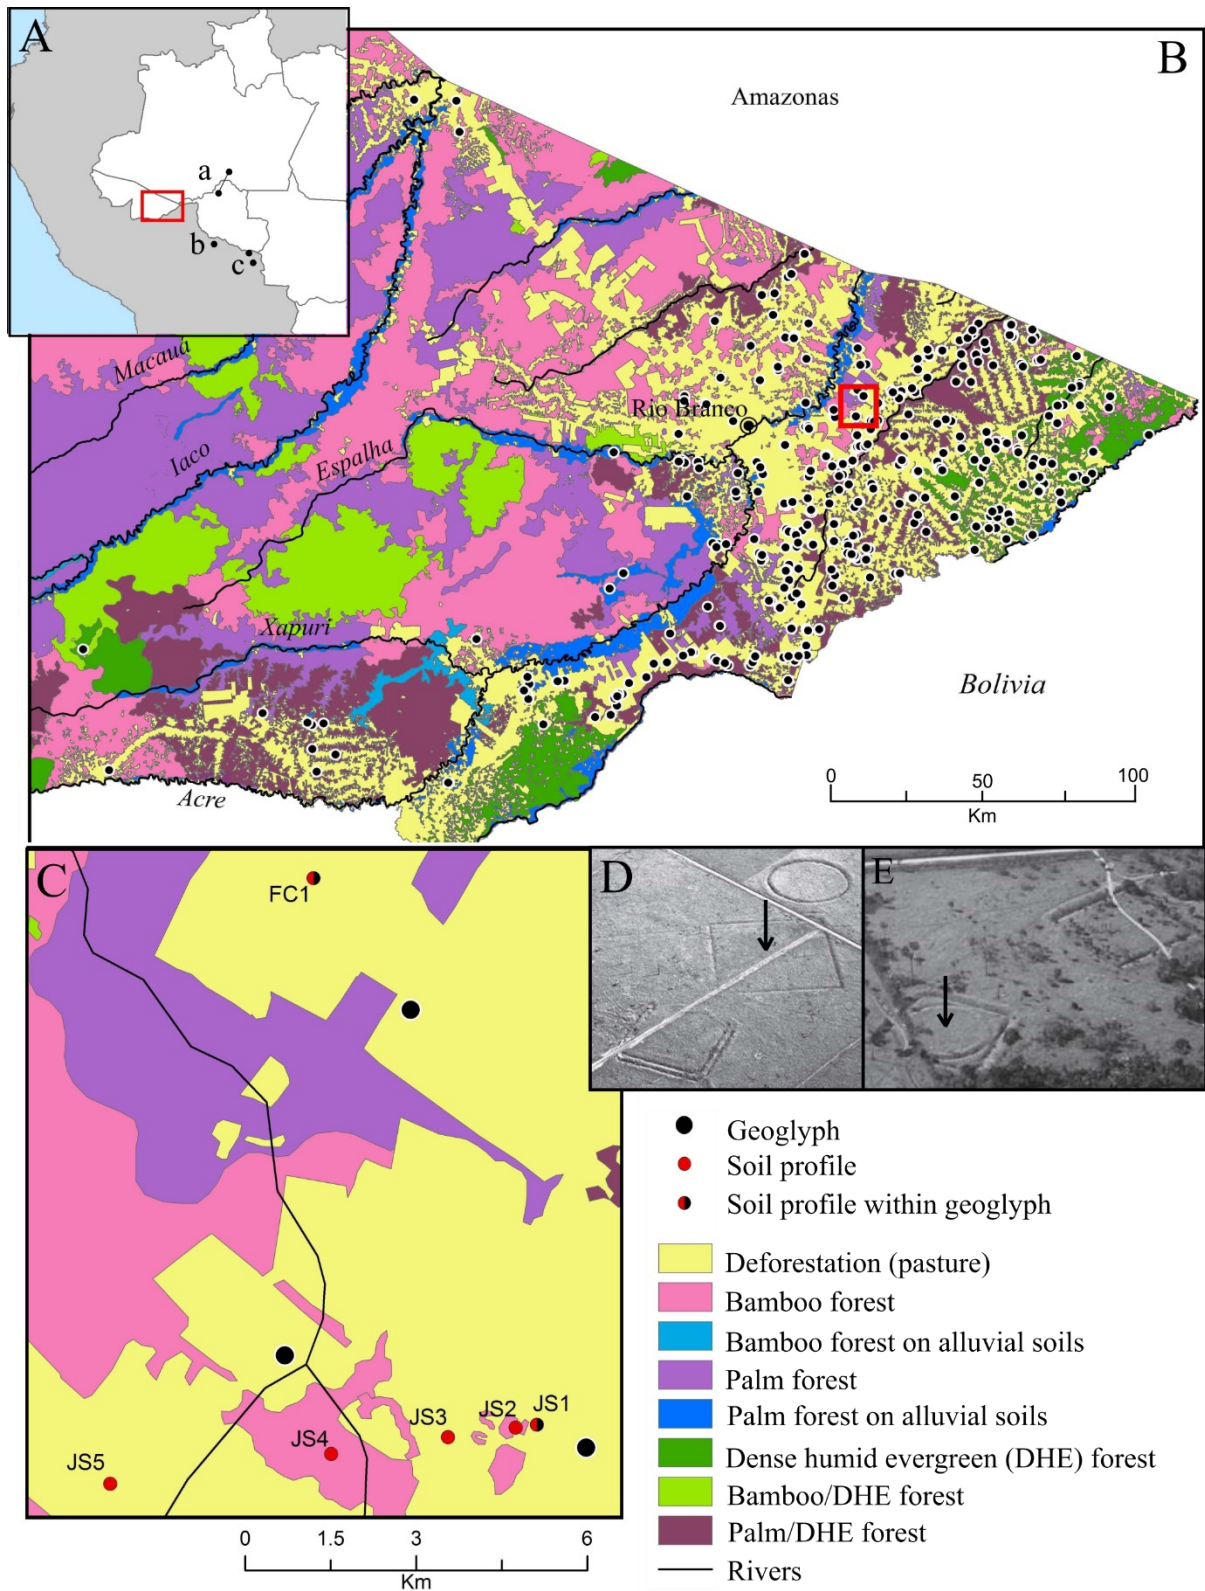 A
a
b
c
B
Amazonas
Macauã
Iaco
Espalha
Rio Branco
Xapuri
Acre
Bolivia
0 50 100
Km
C
FC1
JS1
JS2
JS3
JS4
JS5
0 1.5 3 6
Km
D
E
Geoglyph
Soil profile
Soil profile within geoglyph
Deforestation (pasture)
Bamboo forest
Bamboo forest on alluvial soils
Palm forest
Palm forest on alluvial soils
Dense humid evergreen (DHE) forest
Bamboo/DHE forest
Palm/DHE forest
Rivers